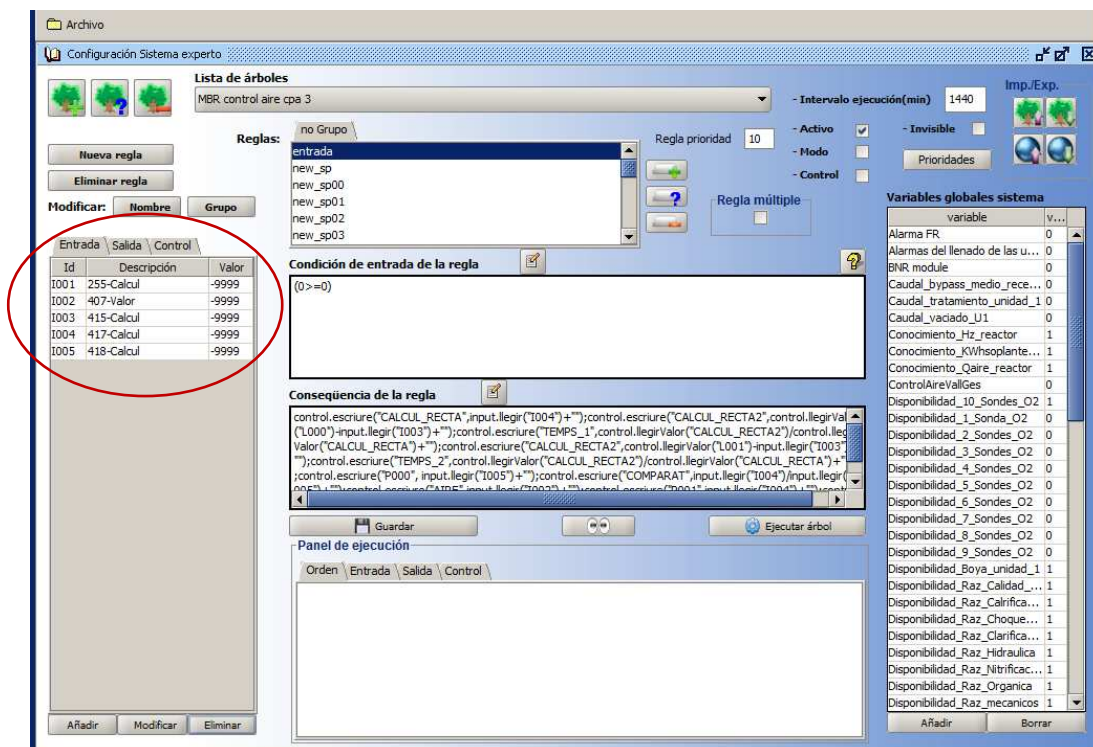 Archivo
Configuración Sistema experto
Lista de árboles
MBR control aire cpa 3
- Intervalo ejecución(min) 1440
Imp./Exp.
Reglas:
no Grupo
entrada
new_sp
new_sp00
new_sp01
new_sp02
new_sp03
Regla prioridad 10
- Activo
- Modo
- Control
- Invisible
Prioridades
Regla múltiple
Nueva regla
Eliminar regla
Modificar: Nombre Grupo
Entrada Salida Control
Id Descripción Valor
I001 255-Calcul -9999
I002 407-Valor -9999
I003 415-Calcul -9999
I004 417-Calcul -9999
I005 418-Calcul -9999
Añadir Modificar Eliminar
Condición de entrada de la regla
(0>=0)
Conseqüencia de la regla
control.escriure("CALCUL_RECTA",input.llegir("I004")+"");control.escriure("CALCUL_RECTA2",control.llegirVal
("L000")-input.llegir("I003")+"");control.escriure("TEMPS_1",control.llegirValor("CALCUL_RECTA2")/control.lleg
Valor("CALCUL_RECTA")+"");control.escriure("CALCUL_RECTA2",control.llegirValor("L001")-input.llegir("I003"
"");control.escriure("TEMPS_2",control.llegirValor("CALCUL_RECTA2")/control.llegirValor("CALCUL_RECTA")+"
;control.escriure("P000", input.llegir("I005")+"");control.escriure("COMPARAT",input.llegir("I004")/input.llegir(
Guardar
Ejecutar árbol
Panel de ejecución
Orden Entrada Salida Control
Variables globales sistema
variable v...
Alarma FR 0
Alarmas del llenado de las u... 0
BNR module 0
Caudal_bypass_medio_rece... 0
Caudal_tratamiento_unidad_1 0
Caudal_vaciado_U1 0
Conocimiento_Hz_reactor 1
Conocimiento_KWhsoplante... 1
Conocimiento_Qaire_reactor 1
ControlAireVallGes 0
Disponibilidad_10_Sondes_O2 1
Disponibilidad_1_Sonda_O2 0
Disponibilidad_2_Sondes_O2 0
Disponibilidad_3_Sondes_O2 0
Disponibilidad_4_Sondes_O2 0
Disponibilidad_5_Sondes_O2 0
Disponibilidad_6_Sondes_O2 0
Disponibilidad_7_Sondes_O2 0
Disponibilidad_8_Sondes_O2 0
Disponibilidad_9_Sondes_O2 0
Disponibilidad_Boya_unidad_1 1
Disponibilidad_Raz_Calidad_... 1
Disponibilidad_Raz_Calrifica... 1
Disponibilidad_Raz_Choque... 1
Disponibilidad_Raz_Clarifica... 1
Disponibilidad_Raz_Hidraulica 1
Disponibilidad_Raz_Nitrificac... 1
Disponibilidad_Raz_Organica 1
Disponibilidad_Raz_mecanicos 1
Añadir Borrar